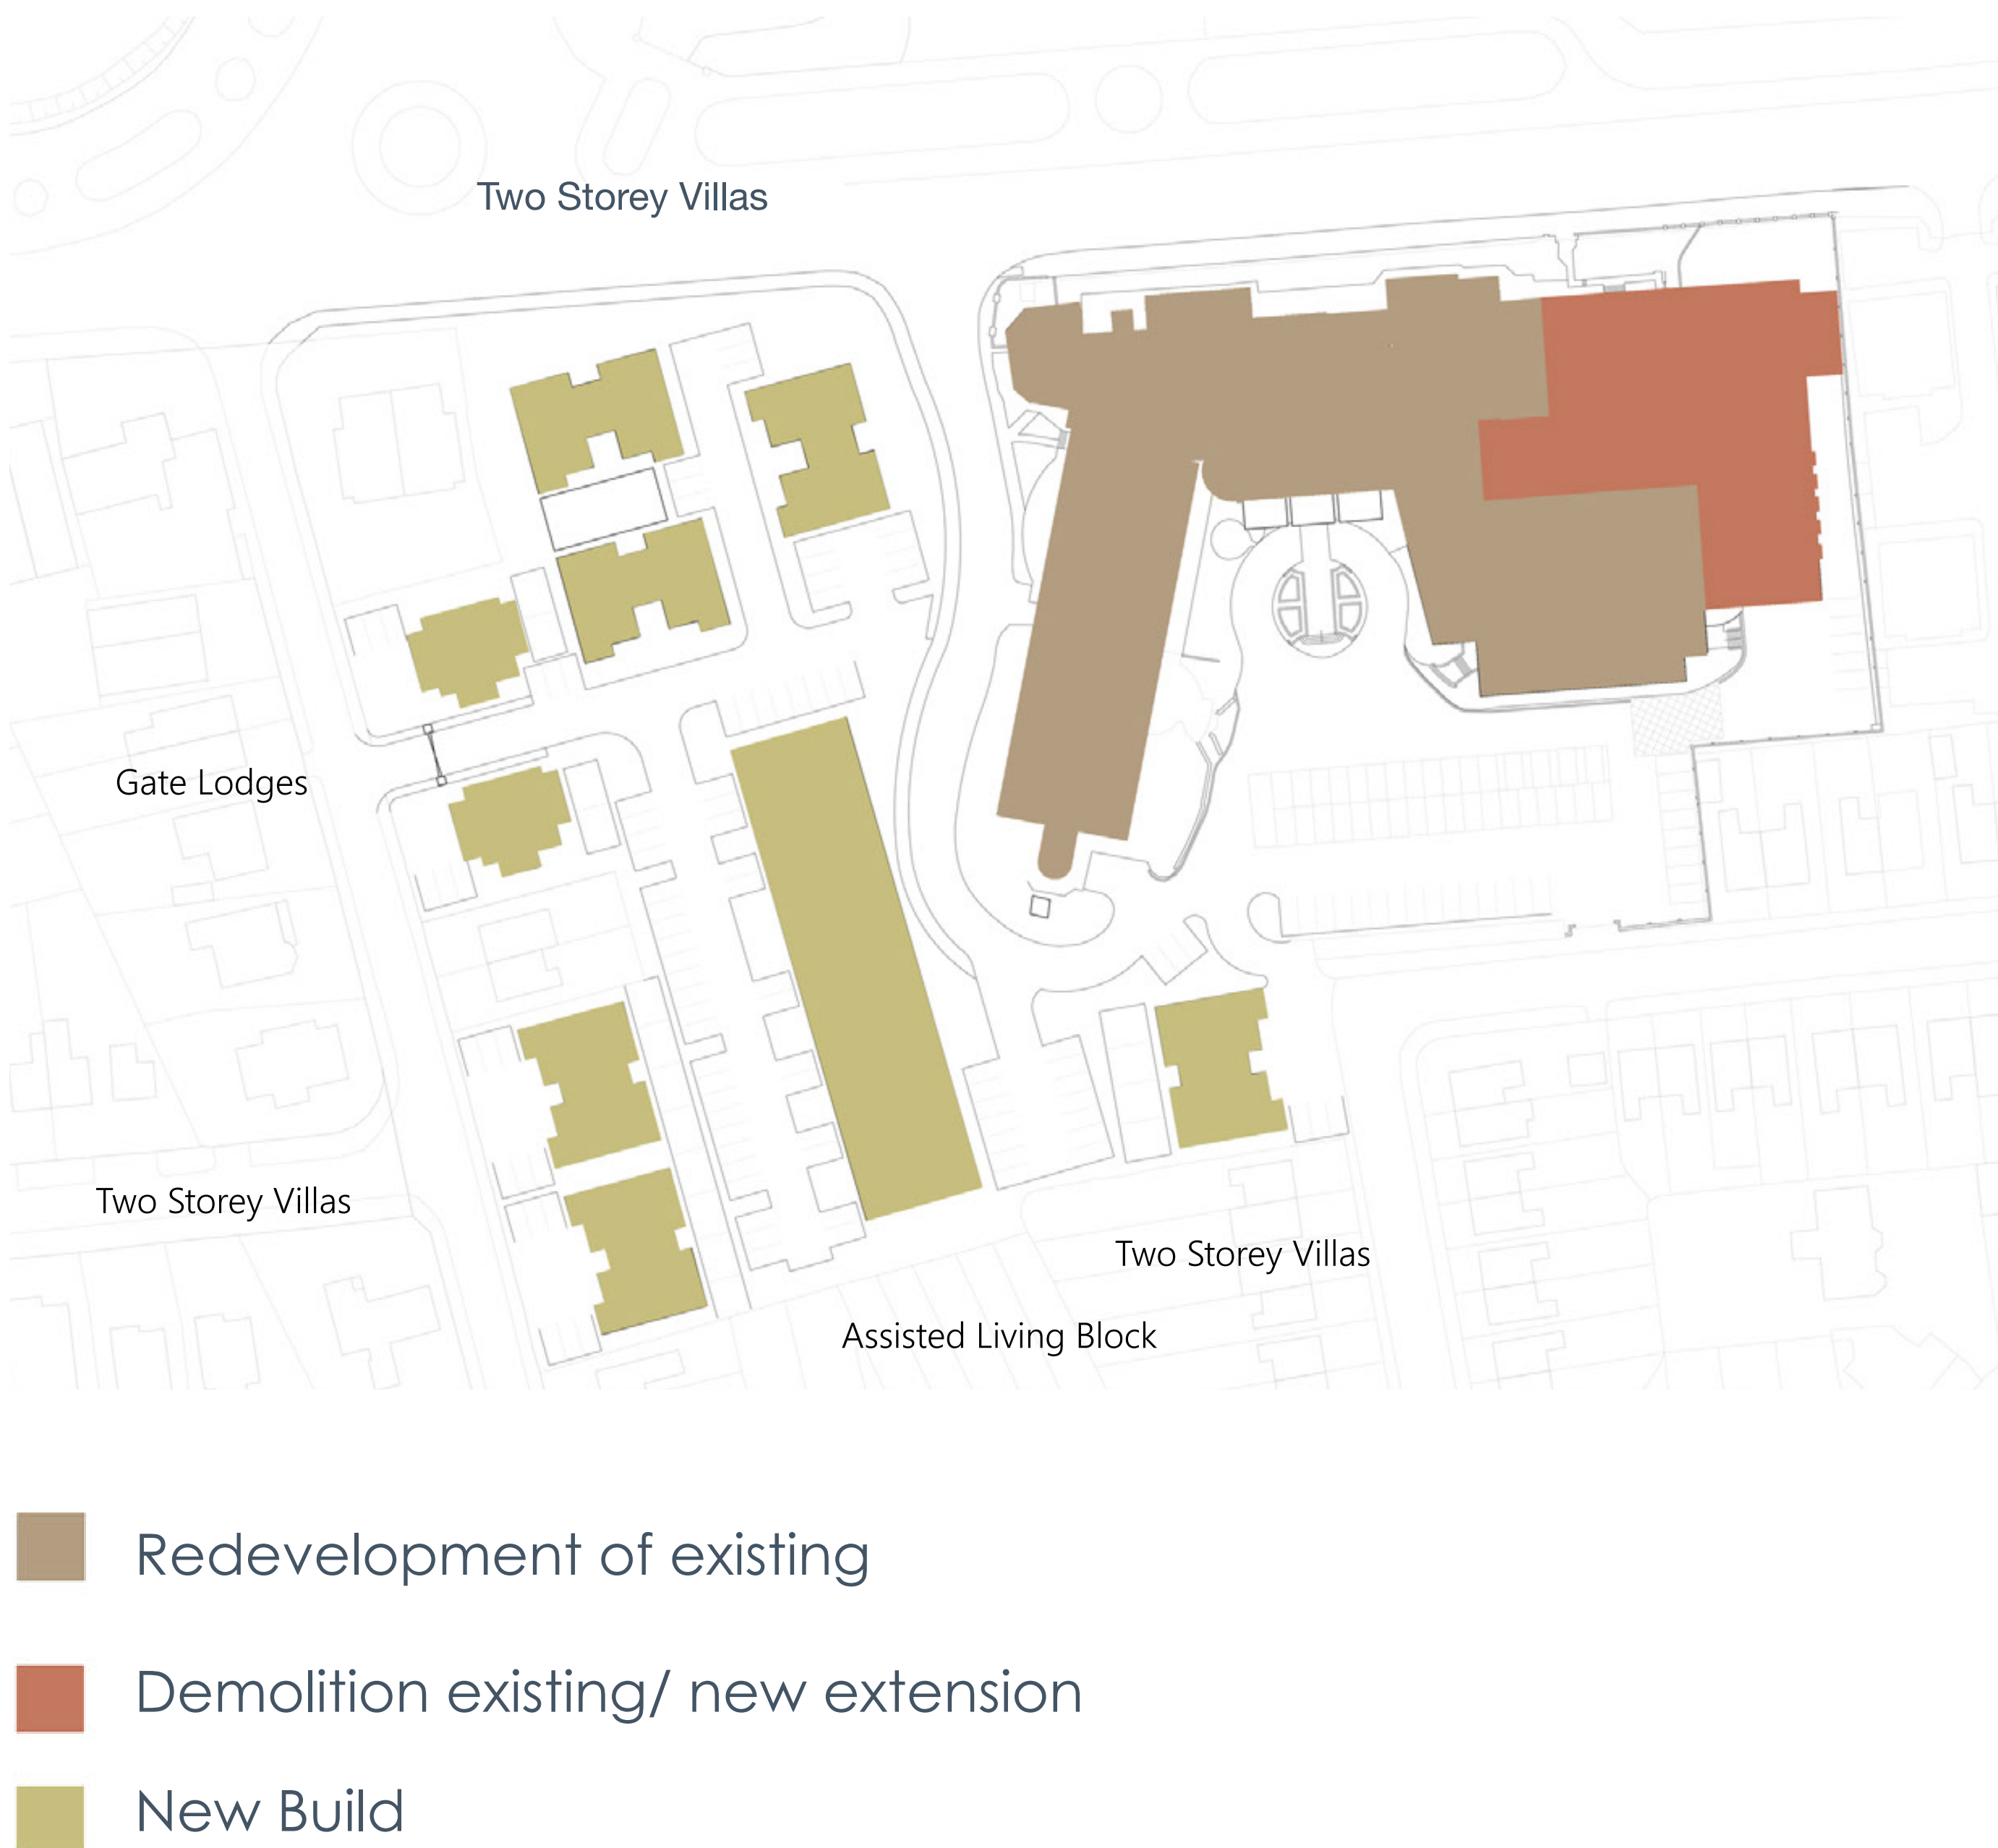 Two Storey Villas
Gate Lodges
Two Storey Villas
Two Storey Villas
Assisted Living Block
Redevelopment of existing
Demolition existing/ new extension
New Build